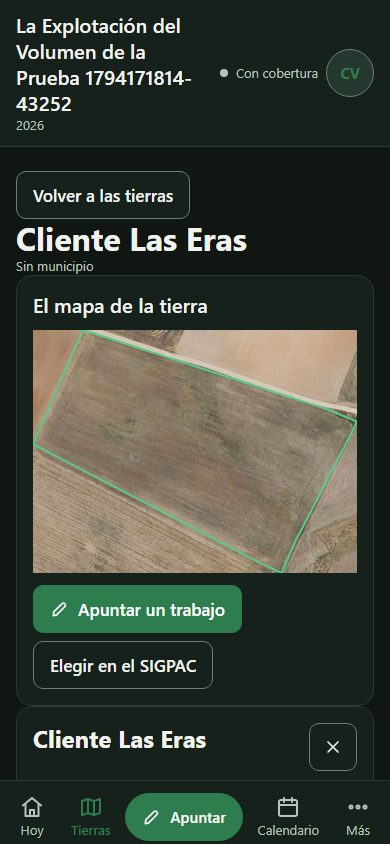 La Explotación del
Volumen de la
Prueba 1794171814-
43252
2026
Con cobertura
CV
Volver a las tierras
Cliente Las Eras
Sin municipio
El mapa de la tierra
Apuntar un trabajo
Elegir en el SIGPAC
Cliente Las Eras
Hoy
Tierras
Apuntar
Calendario
Más